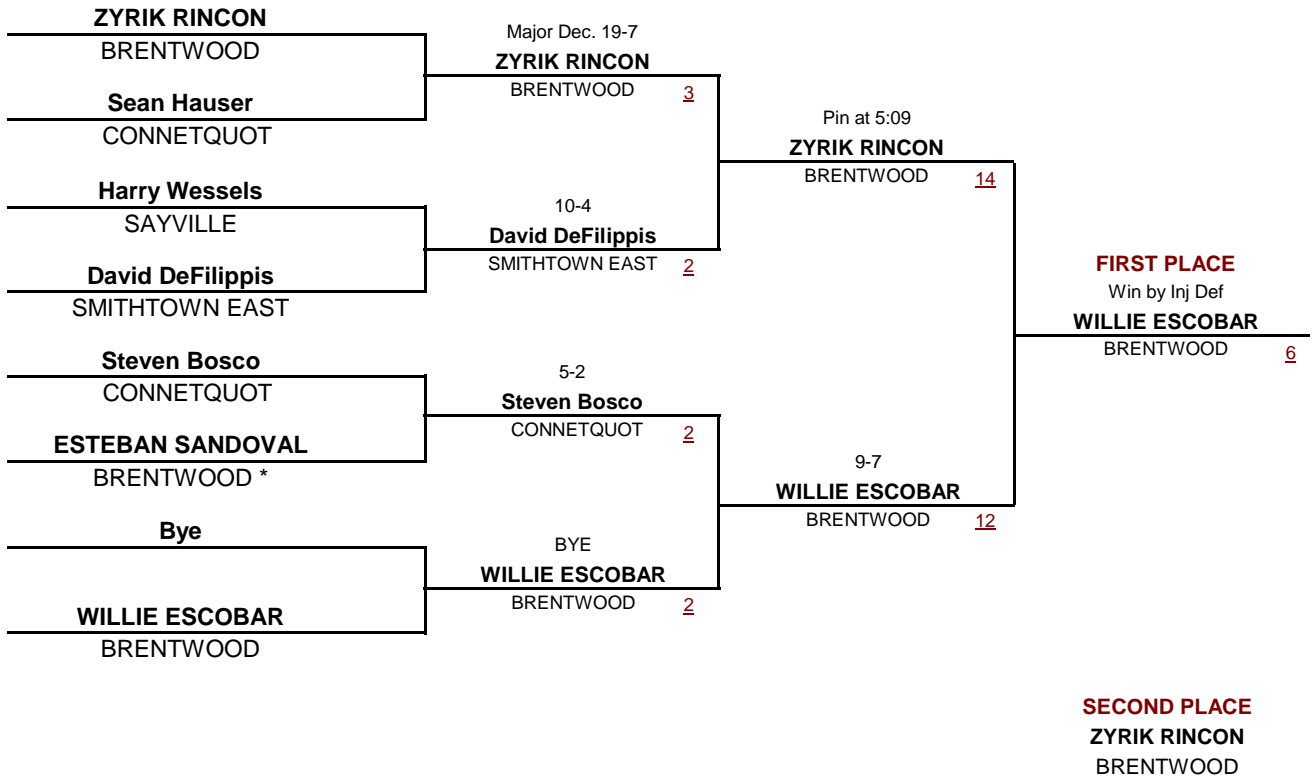 ZYRIK RINCON
BRENTWOOD
Sean Hauser
CONNETQUOT
Harry Wessels
SAYVILLE
David DeFilippis
SMITHTOWN EAST
Steven Bosco
CONNETQUOT
ESTEBAN SANDOVAL
BRENTWOOD *
Bye
WILLIE ESCOBAR
BRENTWOOD
Major Dec. 19-7
ZYRIK RINCON
BRENTWOOD 3
10-4
David DeFilippis
SMITHTOWN EAST 2
5-2
Steven Bosco
CONNETQUOT 2
BYE
WILLIE ESCOBAR
BRENTWOOD 2
Pin at 5:09
ZYRIK RINCON
BRENTWOOD 14
9-7
WILLIE ESCOBAR
BRENTWOOD 12
FIRST PLACE
Win by Inj Def
WILLIE ESCOBAR
BRENTWOOD 6
SECOND PLACE
ZYRIK RINCON
BRENTWOOD